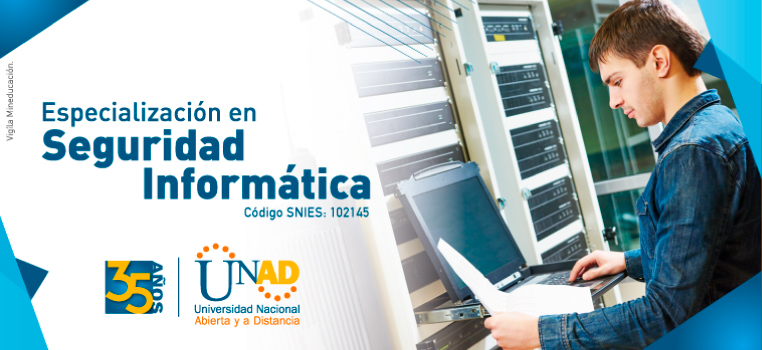 Vigila Mineducación.
Especialización en
Seguridad
Informática
Código SNIES: 102145
35 AÑOS
UNAD
Universidad Nacional
Abierta y a Distancia